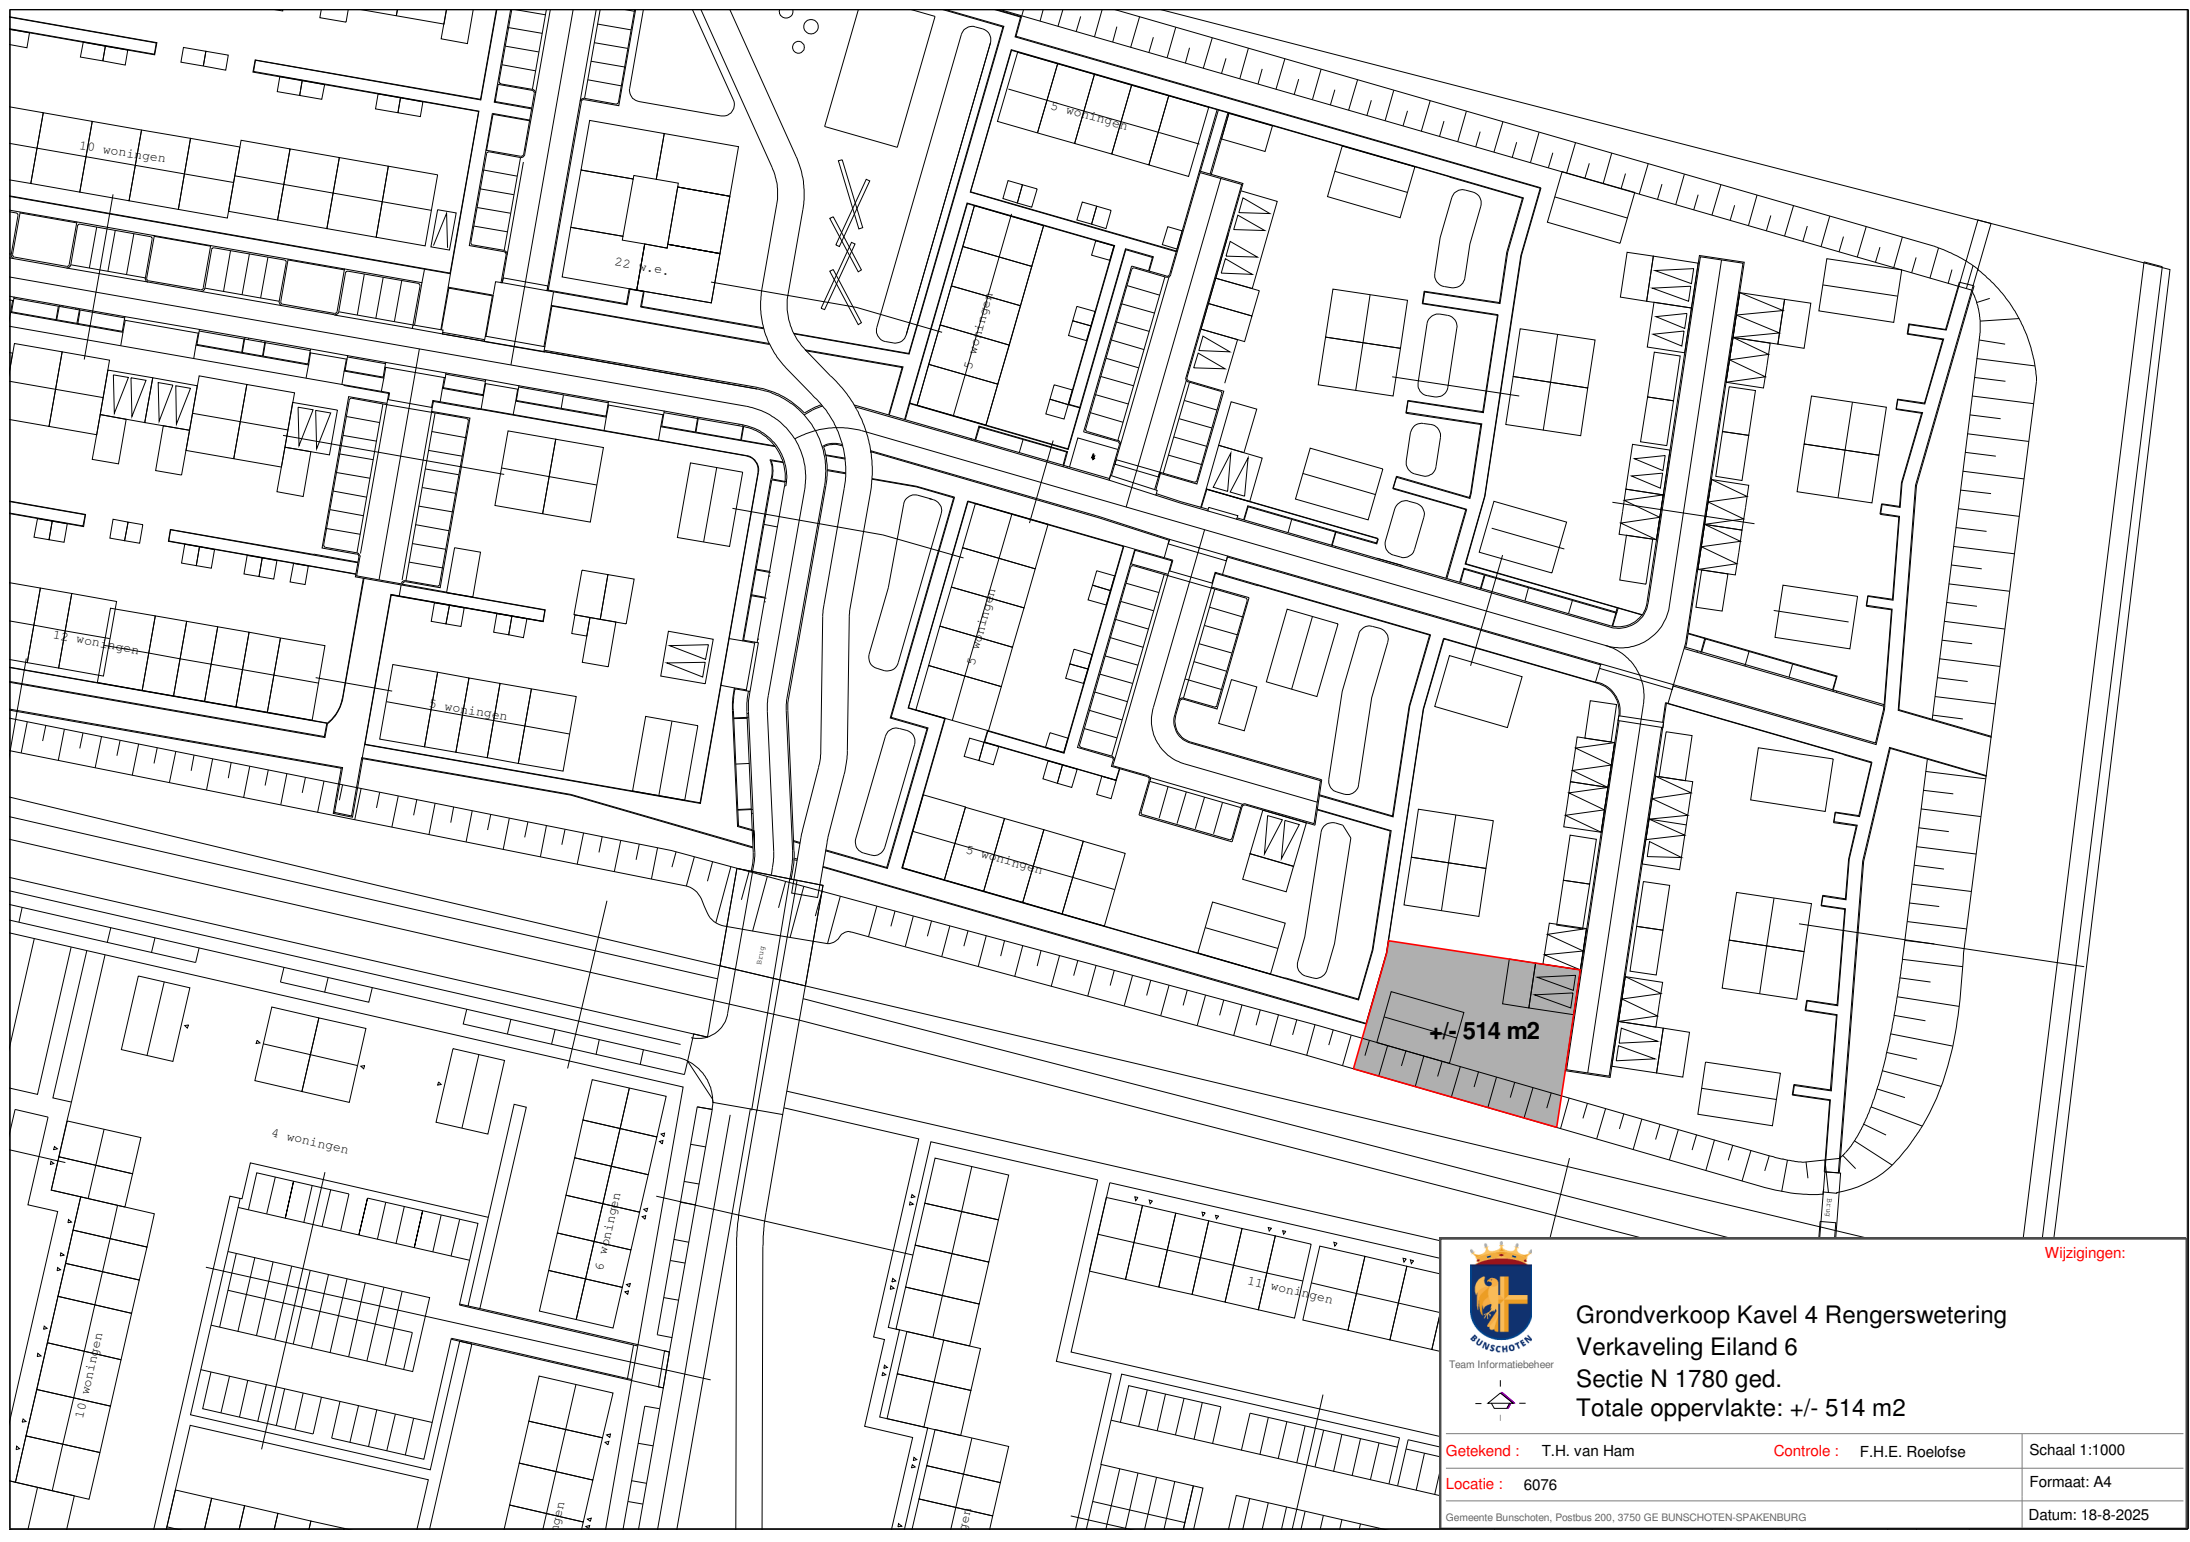 5 woningen
10 woningen
22 w.e.
5 woningen
5 woningen
12 woningen
5 woningen
5 woningen
Brug
+/- 514 m2
4 woningen
6 woningen
Brug
11 woningen
10 woningen
gen
gen
BUNSCHOTEN
Team Informatiebeheer
Wijzigingen:
Grondverkoop Kavel 4 Rengerswetering
Verkaveling Eiland 6
Sectie N 1780 ged.
Totale oppervlakte: +/- 514 m2
Getekend : T.H. van Ham Controle : F.H.E. Roelofse Schaal 1:1000
Locatie : 6076 Formaat: A4
Gemeente Bunschoten, Postbus 200, 3750 GE BUNSCHOTEN-SPAKENBURG Datum: 18-8-2025